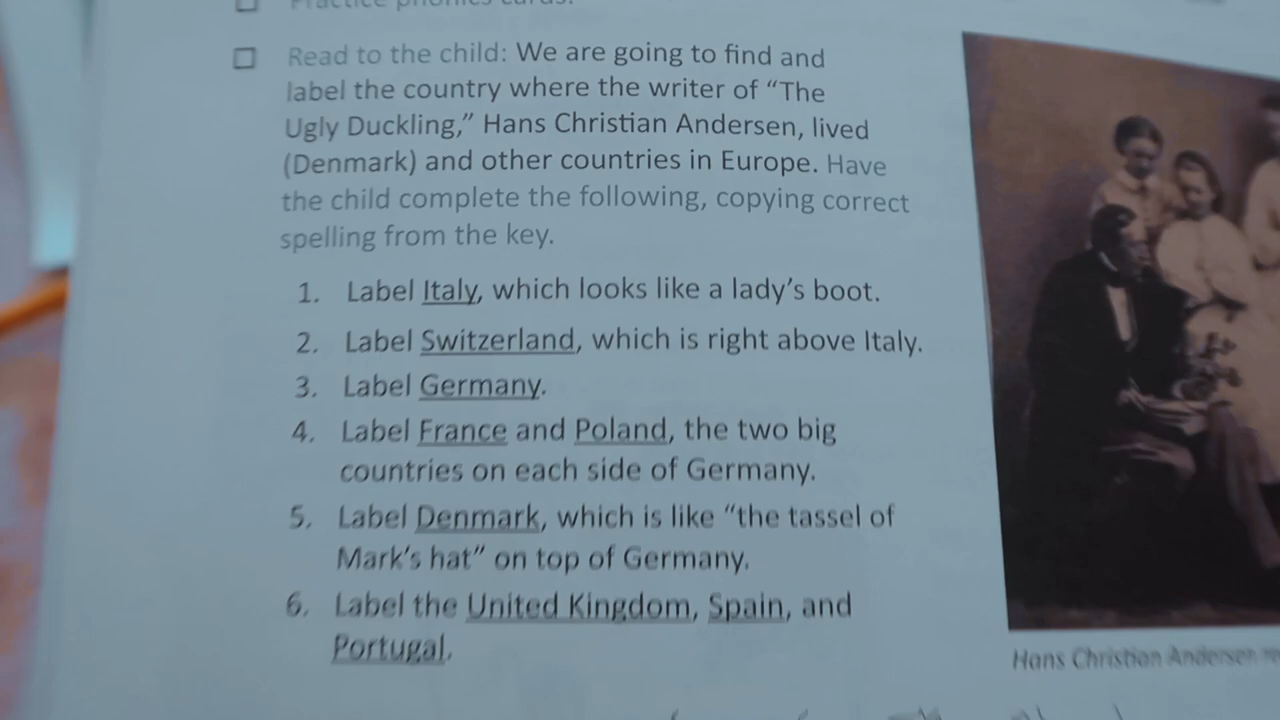 Practice phonics cards.
Read to the child: We are going to find and
label the country where the writer of “The
Ugly Duckling,” Hans Christian Andersen, lived
(Denmark) and other countries in Europe. Have
the child complete the following, copying correct
spelling from the key.
1. Label Italy, which looks like a lady’s boot.
2. Label Switzerland, which is right above Italy.
3. Label Germany.
4. Label France and Poland, the two big
countries on each side of Germany.
5. Label Denmark, which is like “the tassel of
Mark’s hat” on top of Germany.
6. Label the United Kingdom, Spain, and
Portugal.
Hans Christian Andersen